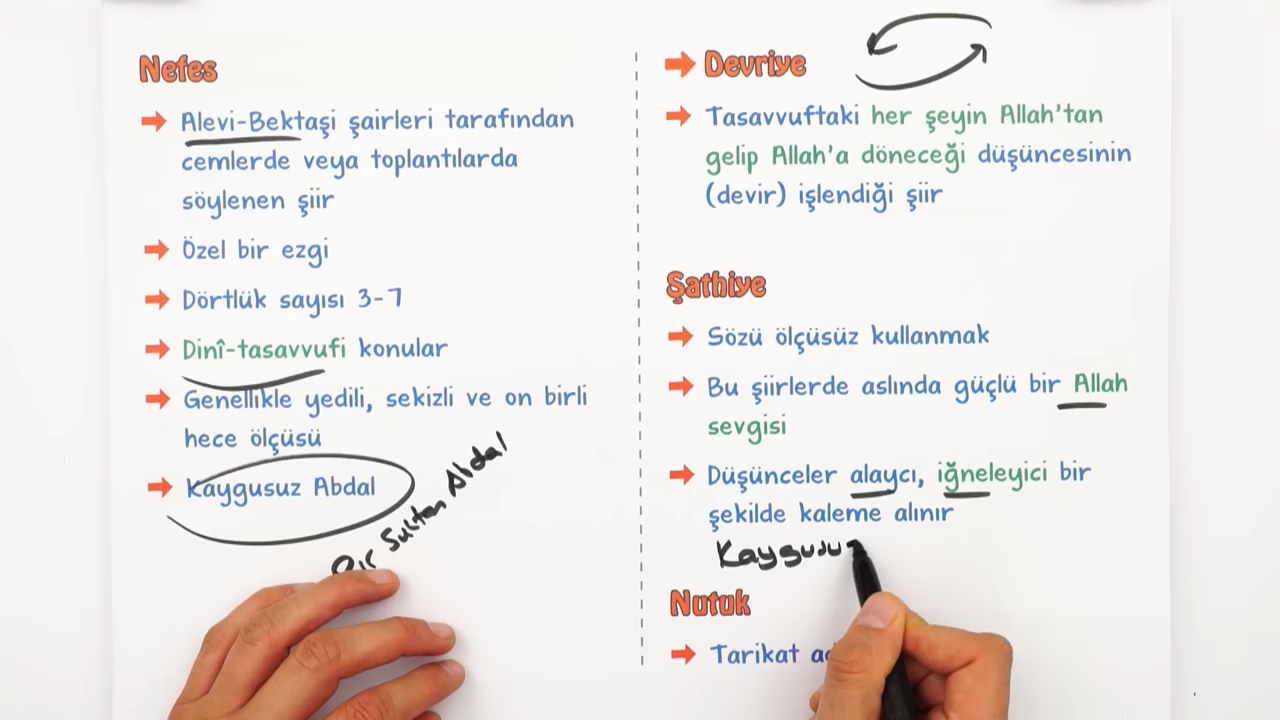 Nefes
Alevi-Bektaşi şairleri tarafından
cemlerde veya toplantılarda
söylenen şiir
Özel bir ezgi
Dörtlük sayısı 3-7
Dinî-tasavvufi konular
Genellikle yedili, sekizli ve on birli
hece ölçüsü
Kaygusuz Abdal
Sultan Abdal
Devriye
Tasavvuftaki her şeyin Allah'tan
gelip Allah'a döneceği düşüncesinin
(devir) işlendiği şiir
Şathiye
Sözü ölçüsüz kullanmak
Bu şiirlerde aslında güçlü bir Allah
sevgisi
Düşünceler alaycı, iğneleyici bir
şekilde kaleme alınır
Nutuk
Tarikat